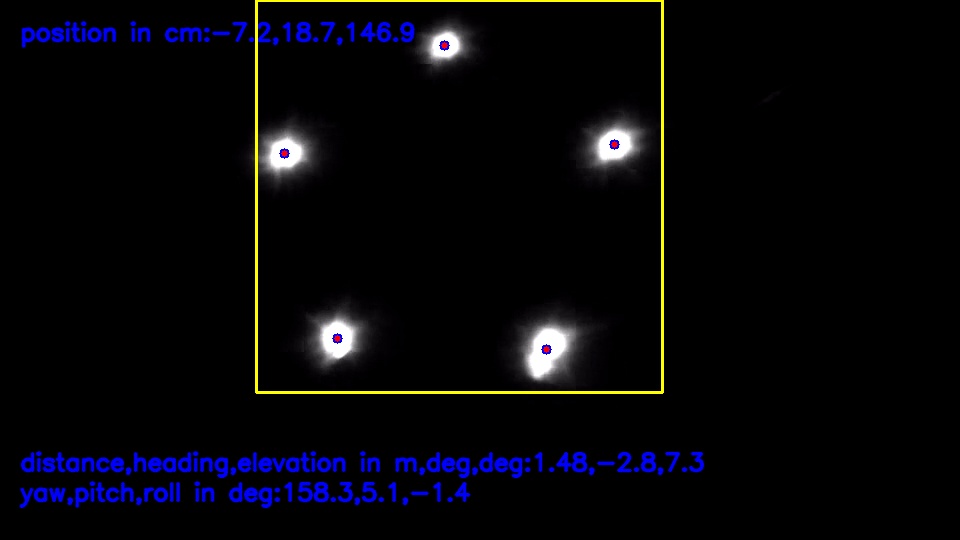 position in cm:-7.2,18.7,146.9
distance,heading,elevation in m,deg,deg:1.48,-2.8,7.3
yaw,pitch,roll in deg:158.3,5.1,-1.4